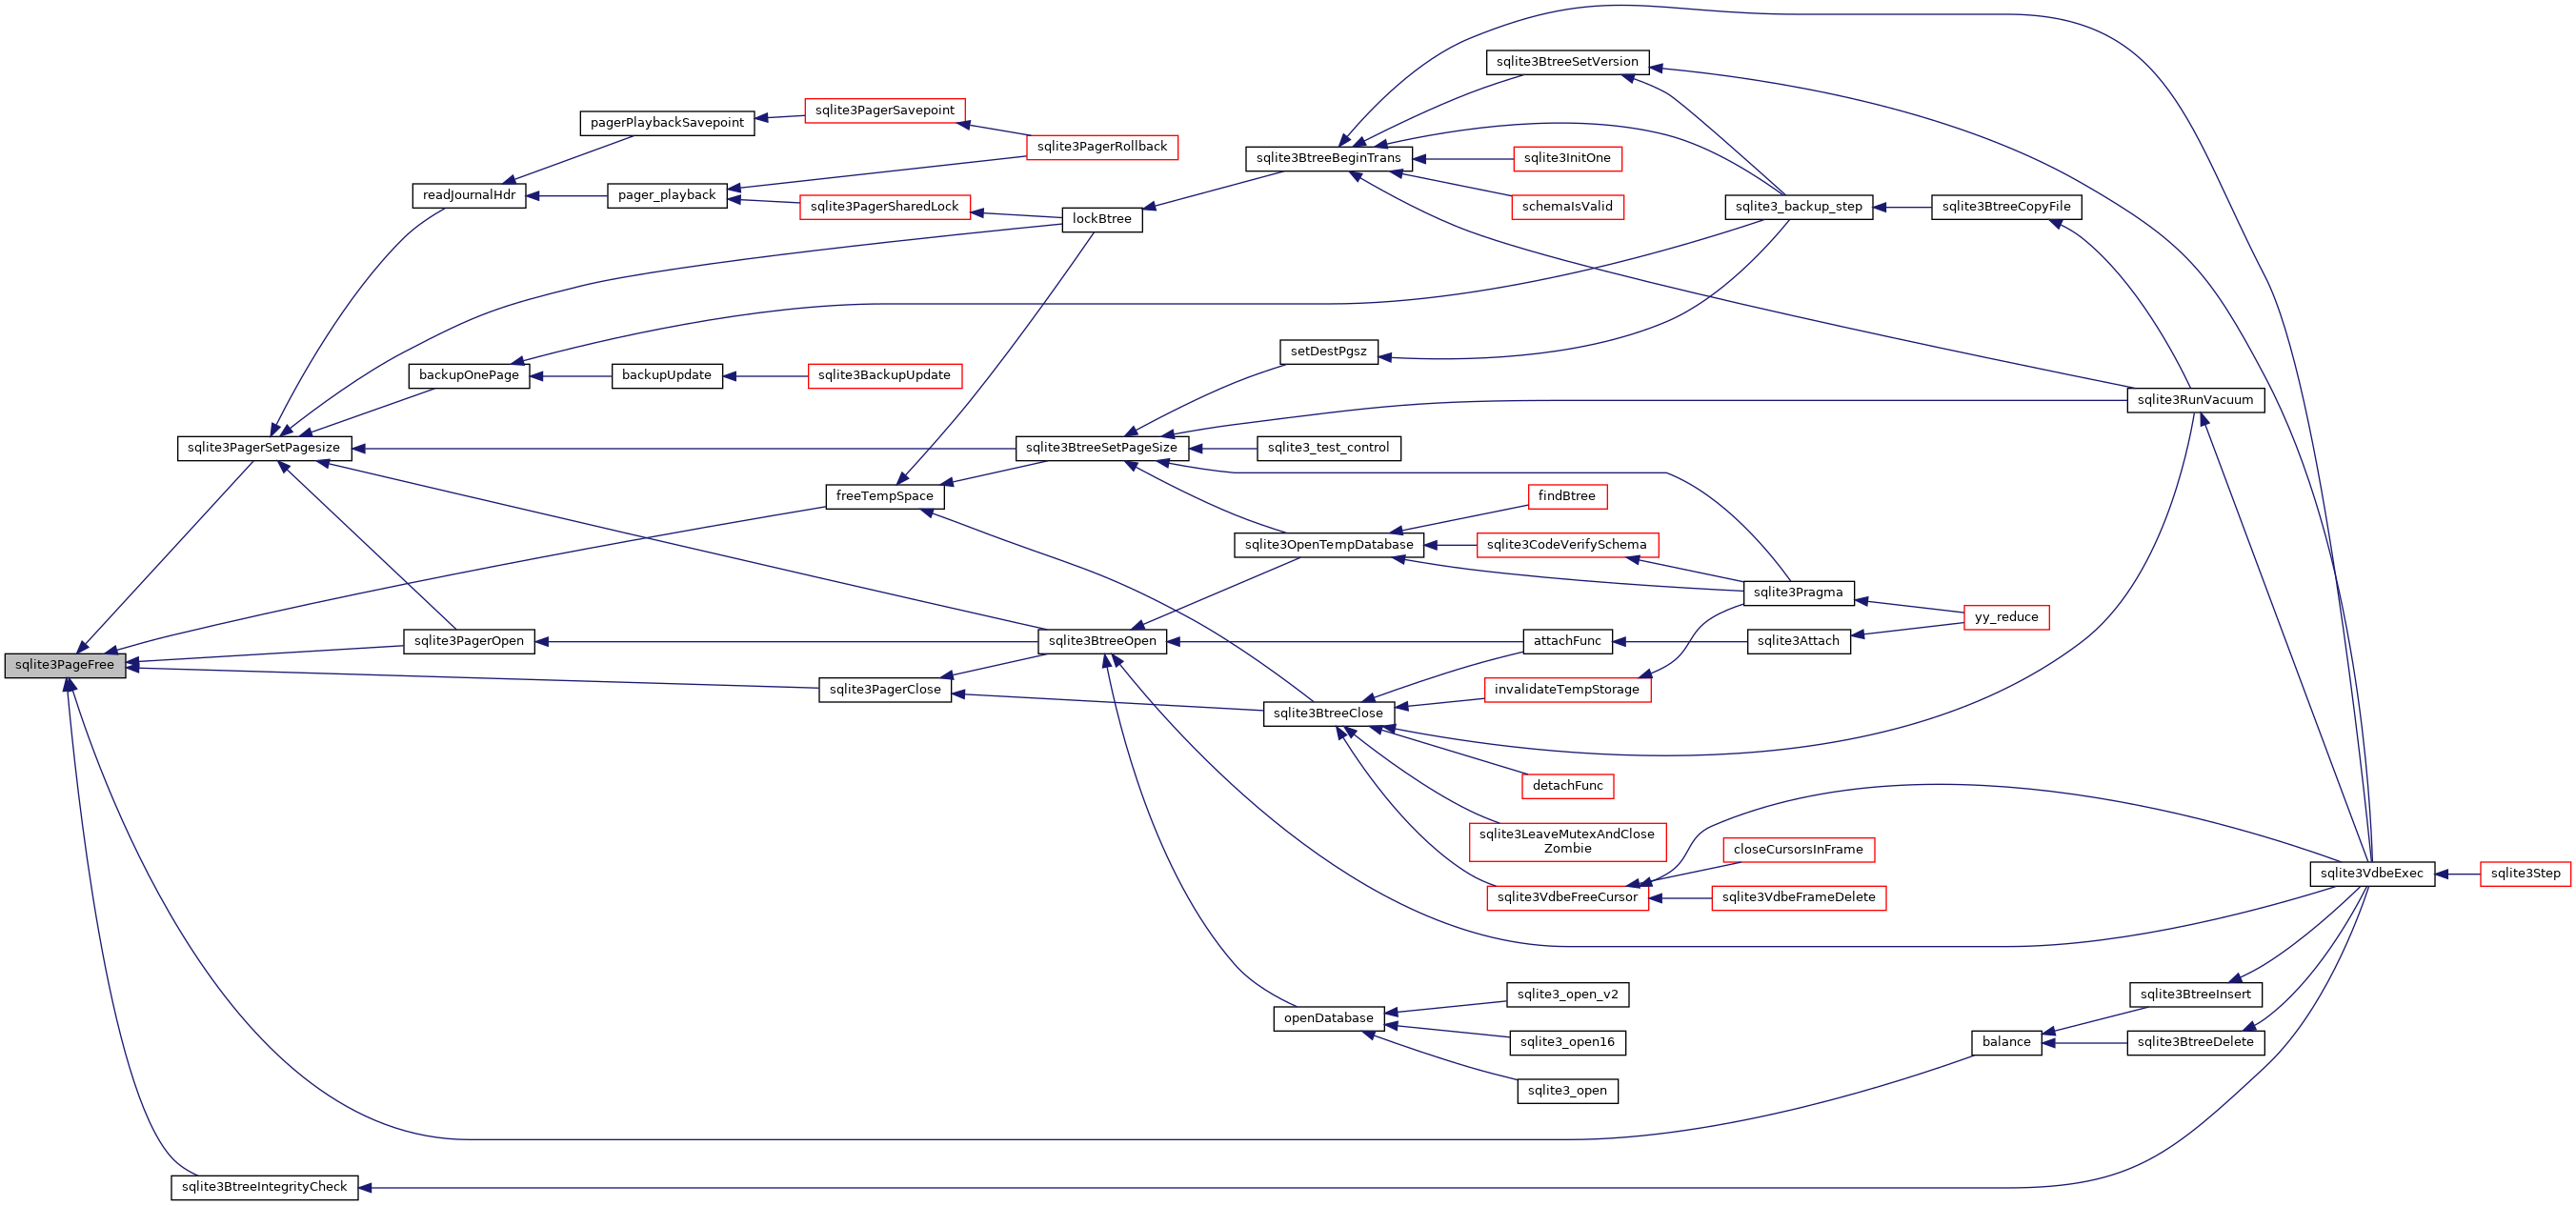 sqlite3BtreeSetVersion
pagerPlaybackSavepoint
sqlite3PagerSavepoint
sqlite3PagerRollback
sqlite3BtreeBeginTrans
sqlite3InitOne
readJournalHdr
pager_playback
sqlite3PagerSharedLock
lockBtree
schemaIsValid
sqlite3_backup_step
sqlite3BtreeCopyFile
setDestPgsz
backupOnePage
backupUpdate
sqlite3BackupUpdate
sqlite3RunVacuum
sqlite3PagerSetPagesize
sqlite3BtreeSetPageSize
sqlite3_test_control
freeTempSpace
findBtree
sqlite3OpenTempDatabase
sqlite3CodeVerifySchema
sqlite3Pragma
yy_reduce
sqlite3PagerOpen
sqlite3BtreeOpen
attachFunc
sqlite3Attach
sqlite3PageFree
sqlite3PagerClose
invalidateTempStorage
sqlite3BtreeClose
detachFunc
sqlite3LeaveMutexAndClose
Zombie
closeCursorsInFrame
sqlite3VdbeFreeCursor
sqlite3VdbeFrameDelete
sqlite3VdbeExec
sqlite3Step
sqlite3_open_v2
sqlite3BtreeInsert
openDatabase
sqlite3_open16
balance
sqlite3BtreeDelete
sqlite3_open
sqlite3BtreeIntegrityCheck